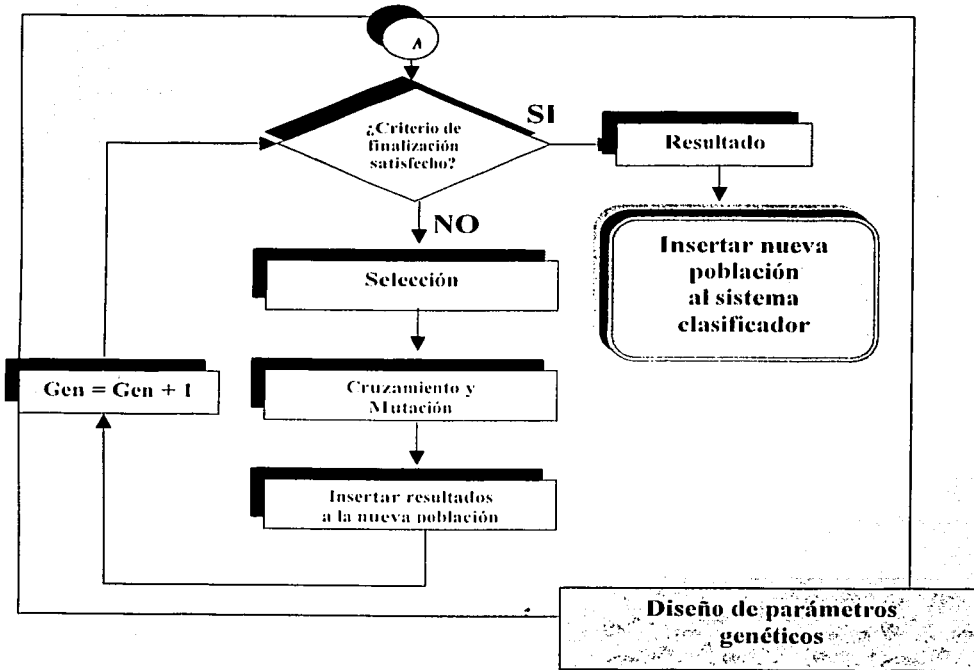 A
¿Criterio de
finalización
satisfecho?
SI
Resultado
NO
Insertar nueva
población
al sistema
clasificador
Selección
Gen = Gen + 1
Cruzamiento y
Mutación
Insertar resultados
a la nueva población
Diseño de parámetros
genéticos